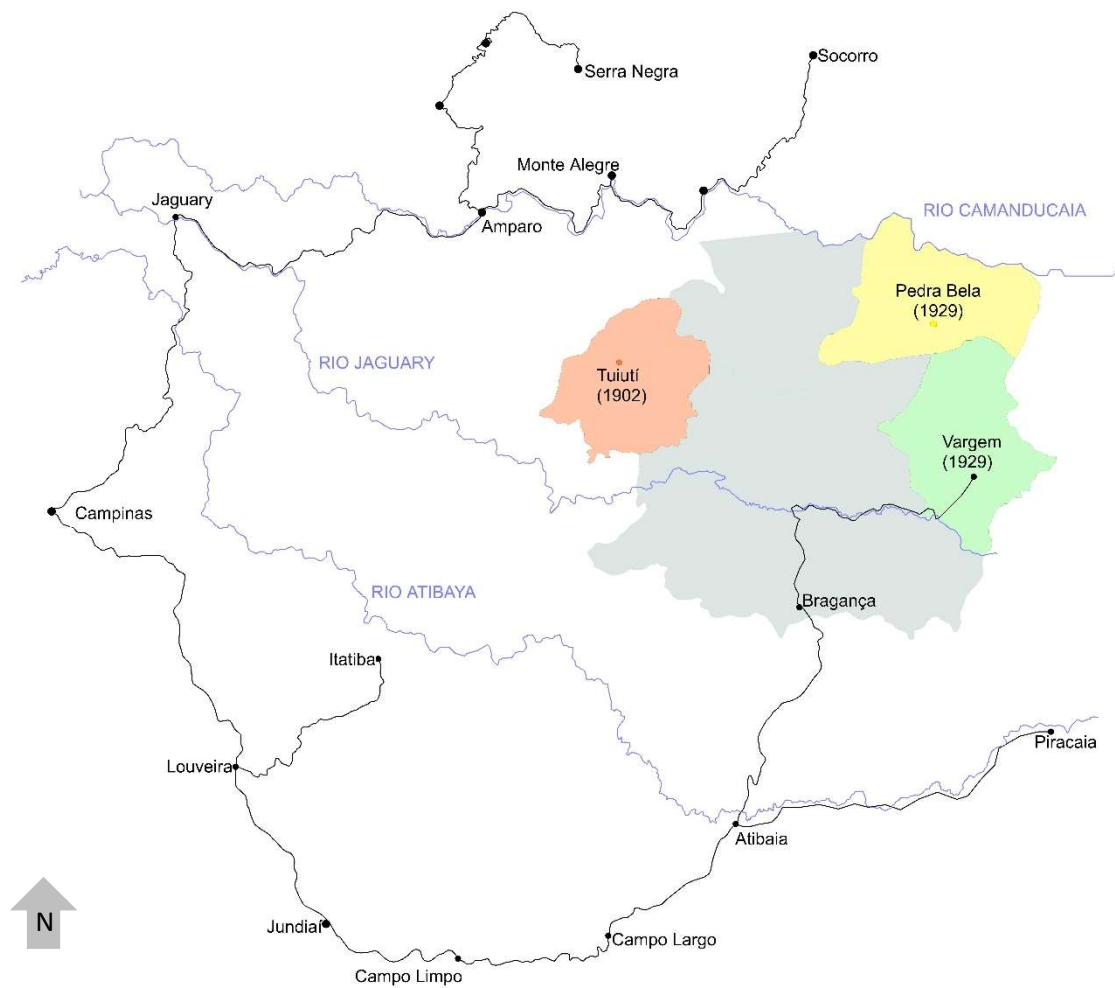 Socorro
Serra Negra
Monte Alegre
Jaguary
RIO CAMANDUCAIA
Amparo
Pedra Bela
(1929)
RIO JAGUARY
Tuiutí
(1902)
Vargem
(1929)
Campinas
RIO ATIBAYA
Bragança
Itatiba
Piracaia
Louveira
Atibaia
N
Jundiaí
Campo Largo
Campo Limpo